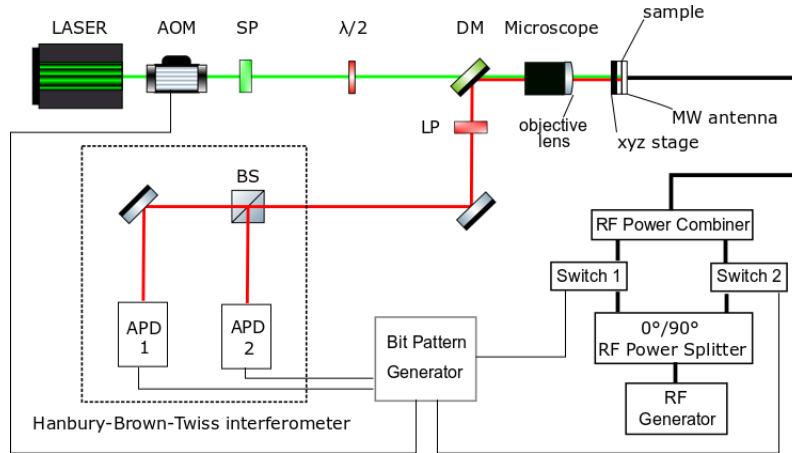 LASER
AOM
SP
λ/2
DM
Microscope
sample
LP
objective
lens
MW antenna
xyz stage
BS
RF Power Combiner
Switch 1
Switch 2
APD
1
APD
2
Bit Pattern
Generator
0°/90°
RF Power Splitter
RF
Generator
Hanbury-Brown-Twiss interferometer